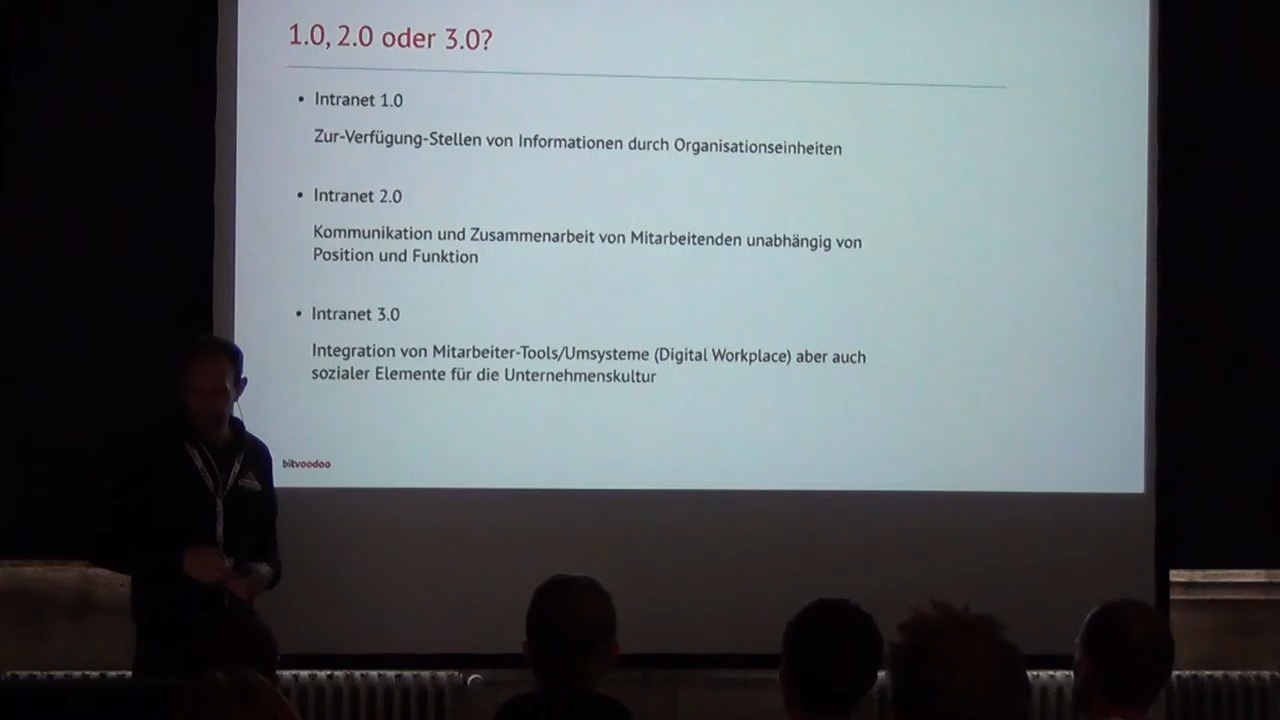 1.0, 2.0 oder 3.0?
• Intranet 1.0
Zur-Verfügung-Stellen von Informationen durch Organisationseinheiten
• Intranet 2.0
Kommunikation und Zusammenarbeit von Mitarbeitenden unabhängig von
Position und Funktion
• Intranet 3.0
Integration von Mitarbeiter-Tools/Umsysteme (Digital Workplace) aber auch
sozialer Elemente für die Unternehmenskultur
bitvoodoo